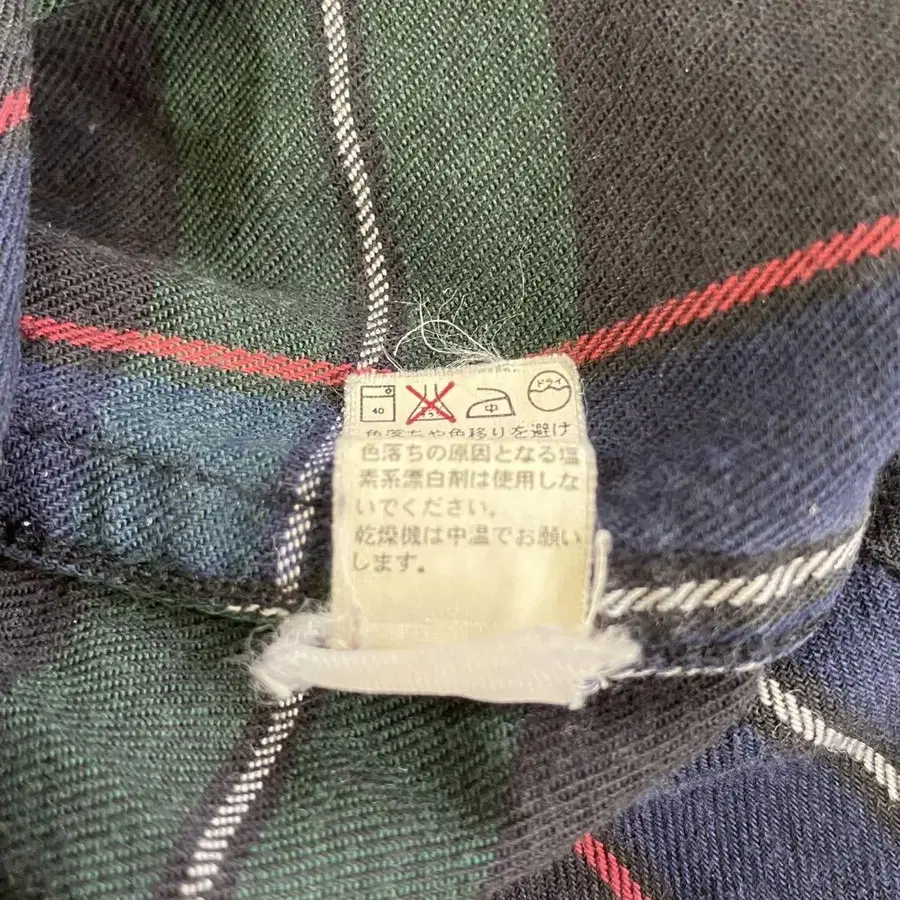 40 中 ドライ
色落ちや色移りを避け
色落ちの原因となる塩
素系漂白剤は使用しな
いでください。
乾燥機は中温でお願い
します。